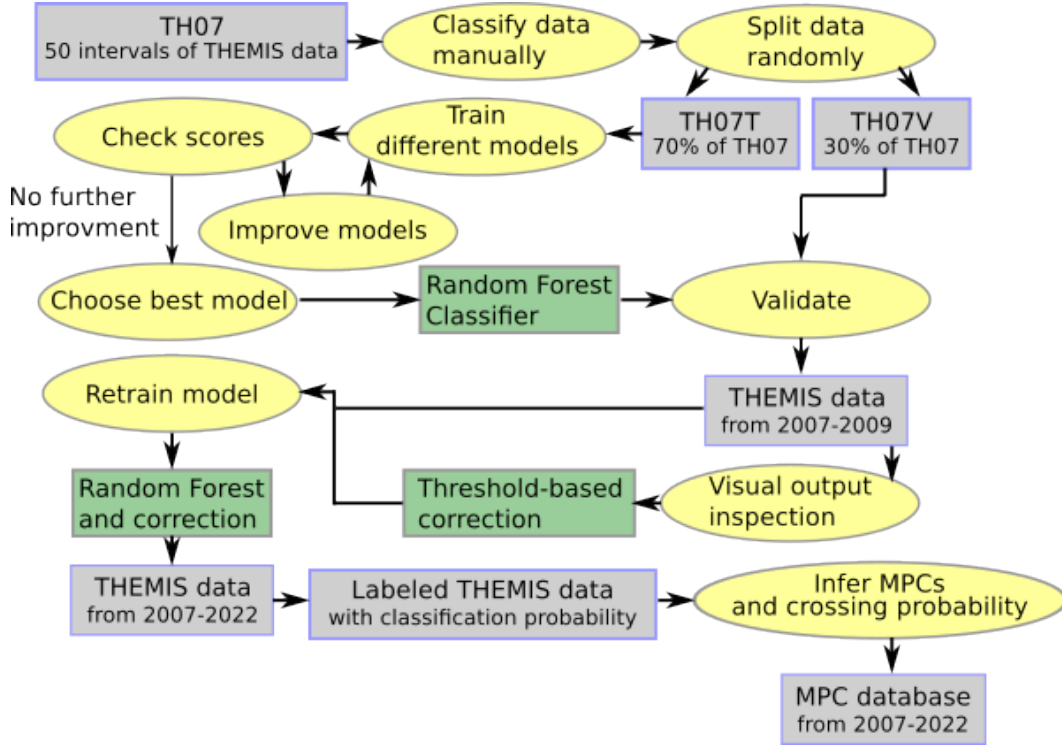 TH07
50 intervals of THEMIS data
Classify data
manually
Split data
randomly
TH07T
70% of TH07
TH07V
30% of TH07
Train
different models
Check scores
Improve models
No further
improvment
Choose best model
Random Forest
Classifier
Validate
THEMIS data
from 2007-2009
Retrain model
Visual output
inspection
Threshold-based
correction
Random Forest
and correction
THEMIS data
from 2007-2022
Labeled THEMIS data
with classification probability
Infer MPCs
and crossing probability
MPC database
from 2007-2022